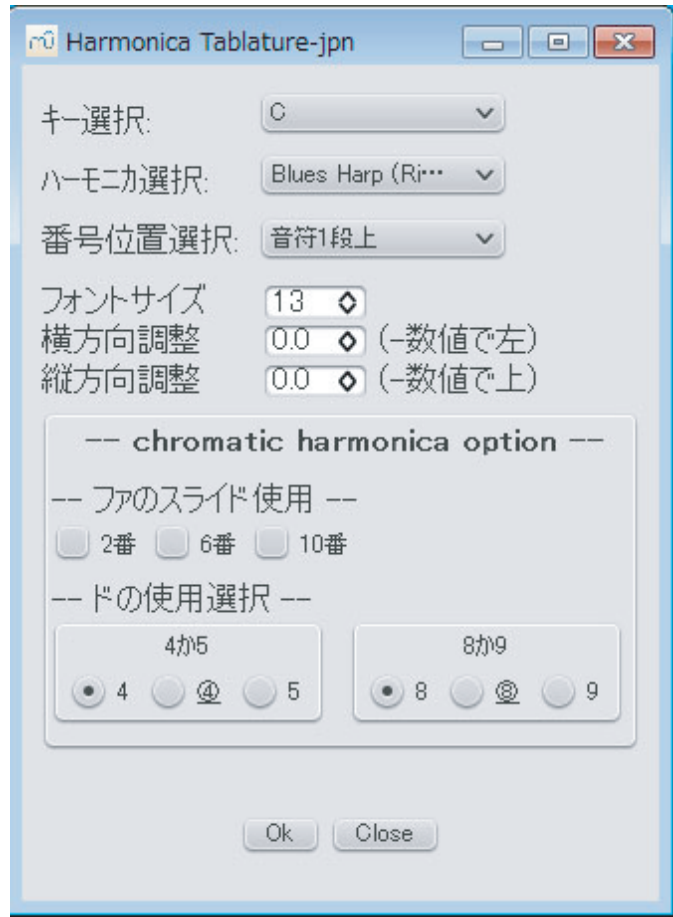 mû Harmonica Tablature-jpn
キー選択: C
ハーモニカ選択: Blues Harp (Ri…
番号位置選択: 音符1段上
フォントサイズ 13
横方向調整 0.0 (-数値で左)
縦方向調整 0.0 (-数値で上)
-- chromatic harmonica option --
-- ファのスライド使用 --
2番 6番 10番
-- ドの使用選択 --
4か5 8か9
4 ④ 5 8 ⑧ 9
Ok Close